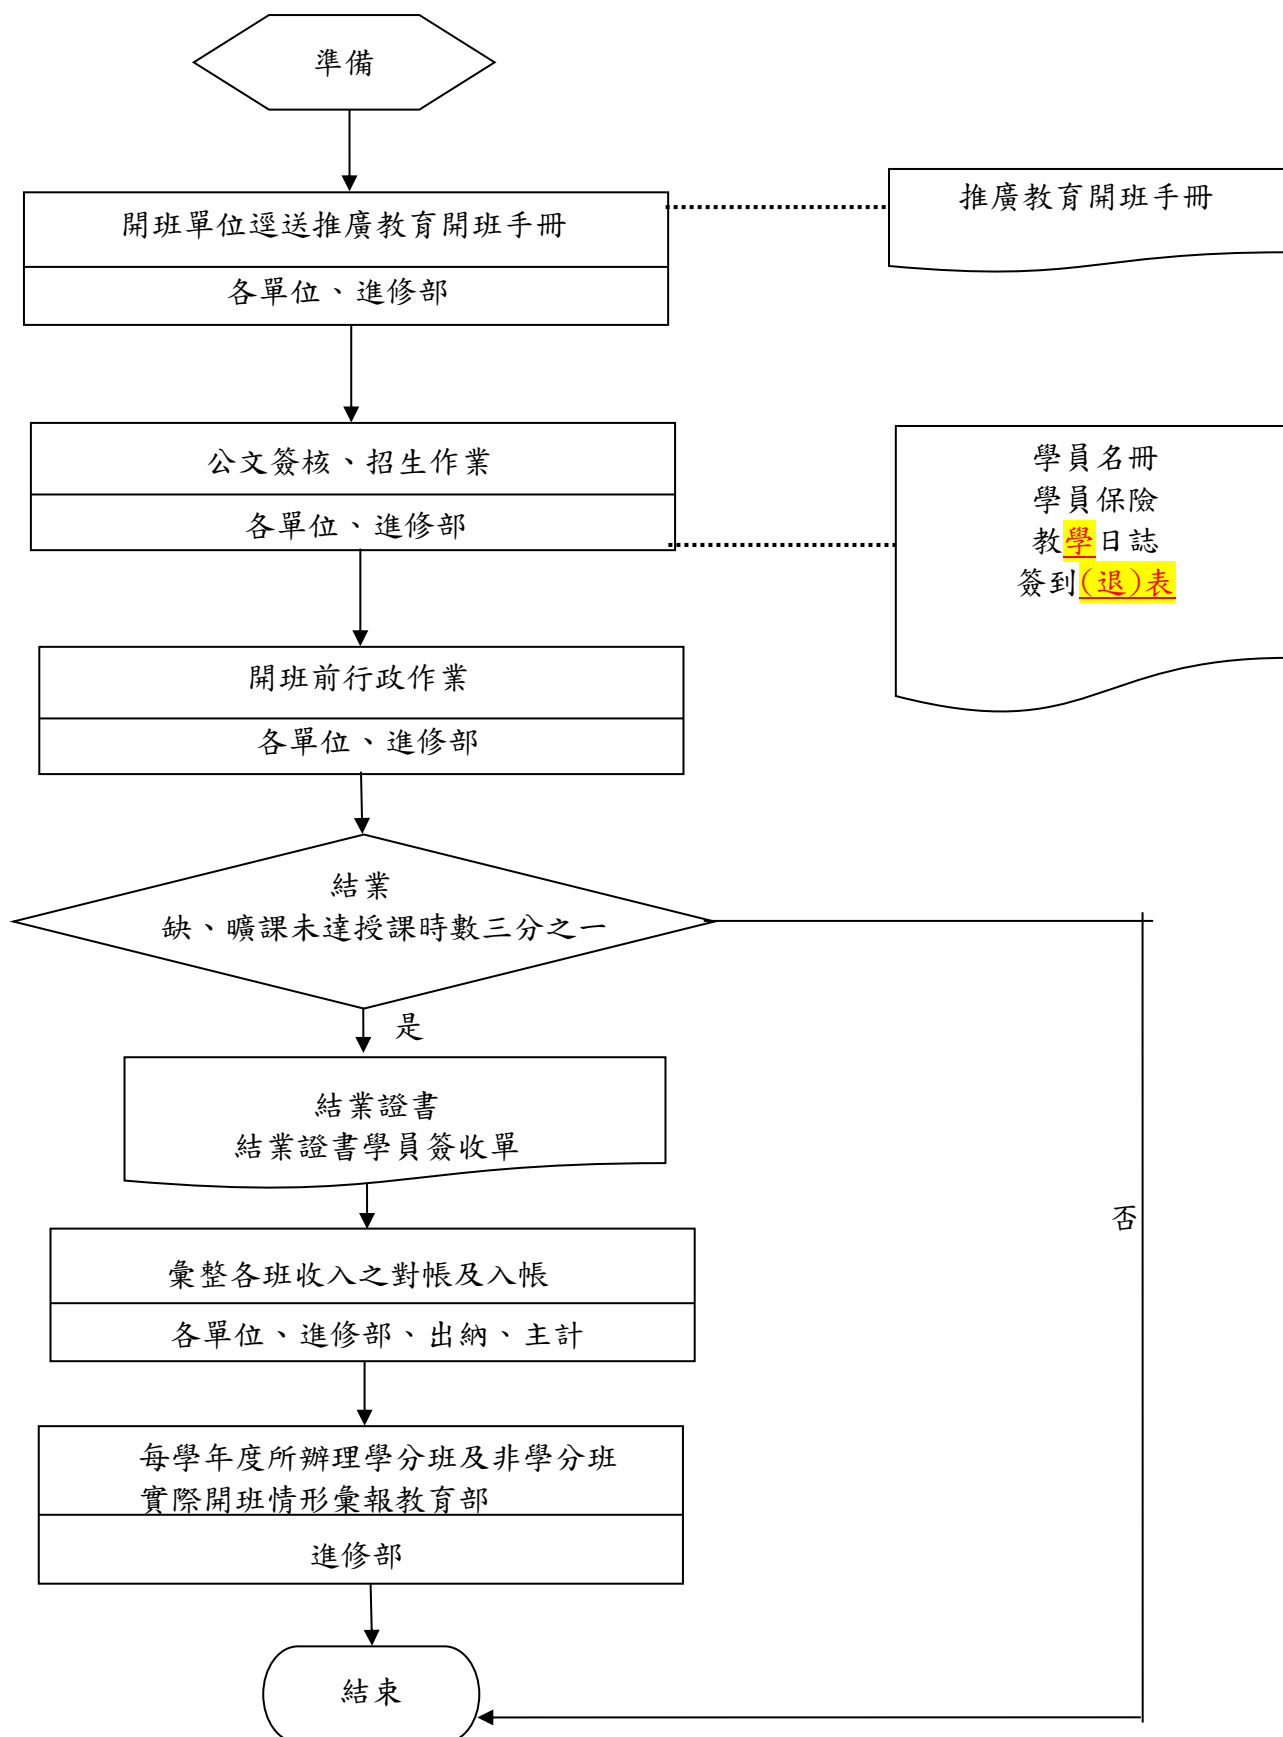 準備
開班單位逕送推廣教育開班手冊
各單位、進修部
推廣教育開班手冊
公文簽核、招生作業
各單位、進修部
學員名冊
學員保險
教學日誌
簽到(退)表
開班前行政作業
各單位、進修部
結業
缺、曠課未達授課時數三分之一
是
結業證書
結業證書學員簽收單
否
彙整各班收入之對帳及入帳
各單位、進修部、出納、主計
每學年度所辦理學分班及非學分班
實際開班情形彙報教育部
進修部
結束